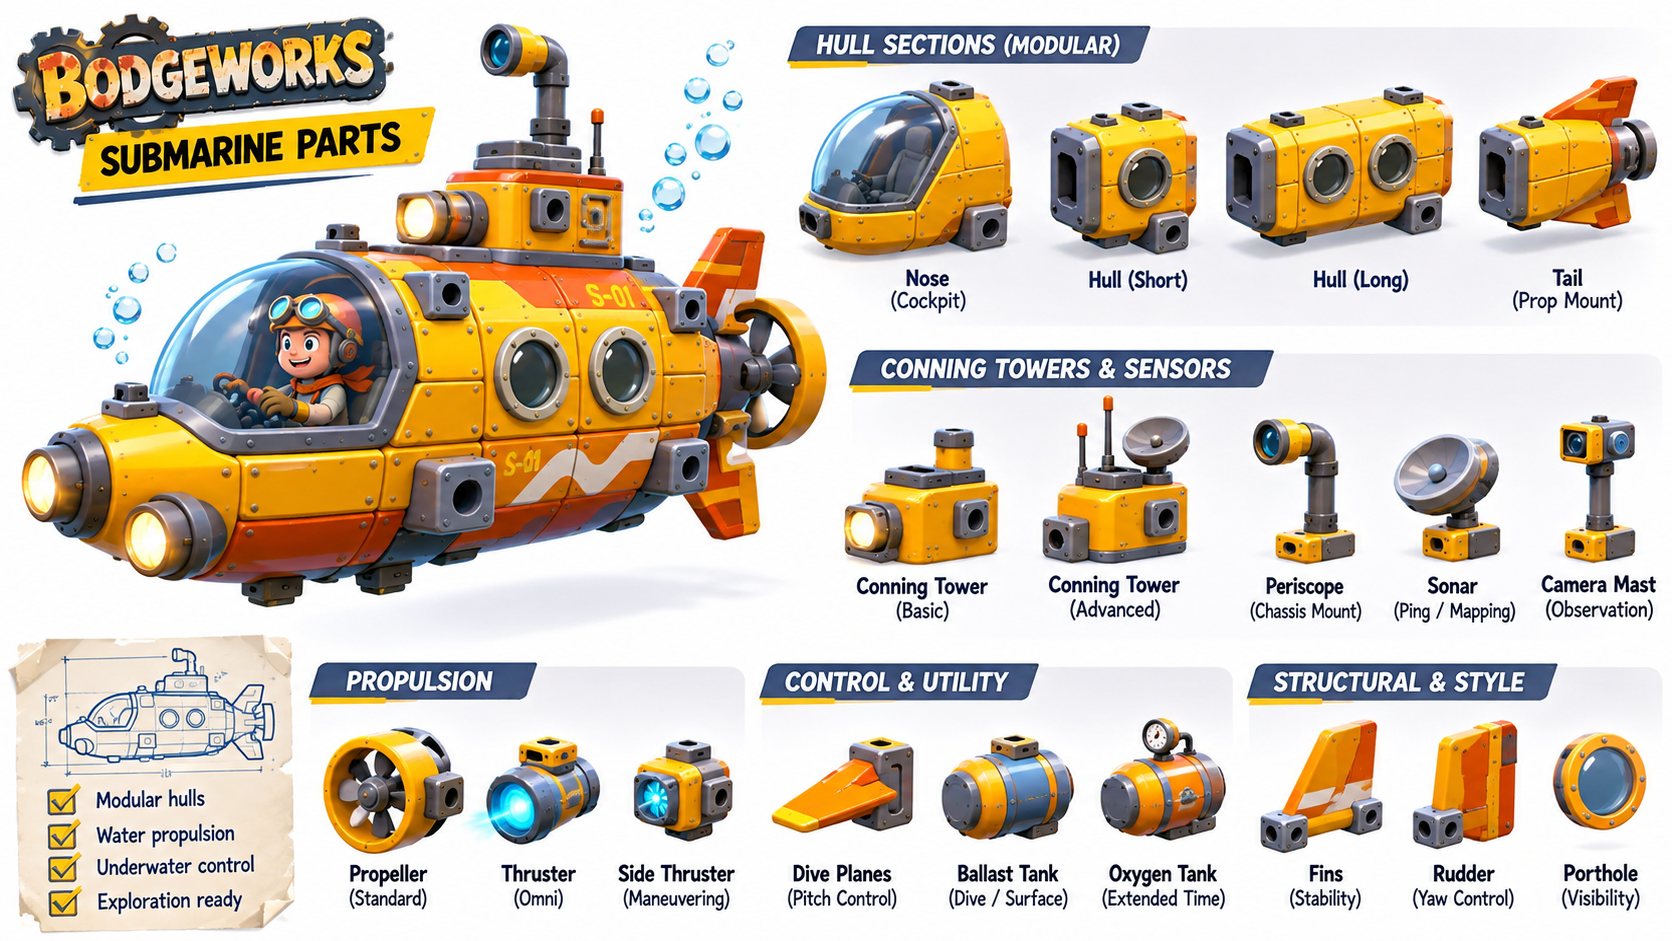 BODGEWORKS
SUBMARINE PARTS
S-01
S-01
HULL SECTIONS (MODULAR)
Nose
(Cockpit)
Hull (Short)
Hull (Long)
Tail
(Prop Mount)
CONNING TOWERS & SENSORS
Conning Tower
(Basic)
Conning Tower
(Advanced)
Periscope
(Chassis Mount)
Sonar
(Ping / Mapping)
Camera Mast
(Observation)
Modular hulls
Water propulsion
Underwater control
Exploration ready
PROPULSION
Propeller
(Standard)
Thruster
(Omni)
Side Thruster
(Maneuvering)
CONTROL & UTILITY
Dive Planes
(Pitch Control)
Ballast Tank
(Dive / Surface)
Oxygen Tank
(Extended Time)
STRUCTURAL & STYLE
Fins
(Stability)
Rudder
(Yaw Control)
Porthole
(Visibility)